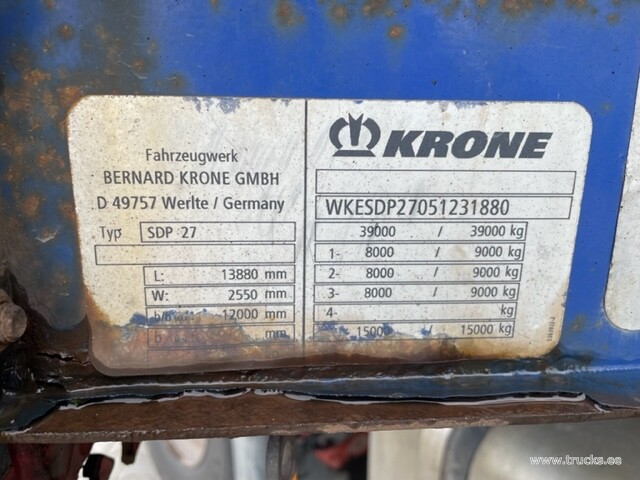 Fahrzeugwerk
BERNARD KRONE GMBH
D 49757 Werlte / Germany
Typ SDP 27
L: 13880 mm
W: 2550 mm
12000 mm
mm
KRONE
WKESDP27051231880
39000 / 39000 kg
1- 8000 / 9000 kg
2- 8000 / 9000 kg
3- 8000 / 9000 kg
4- kg
15000 / 15000 kg
www.trucks.ee